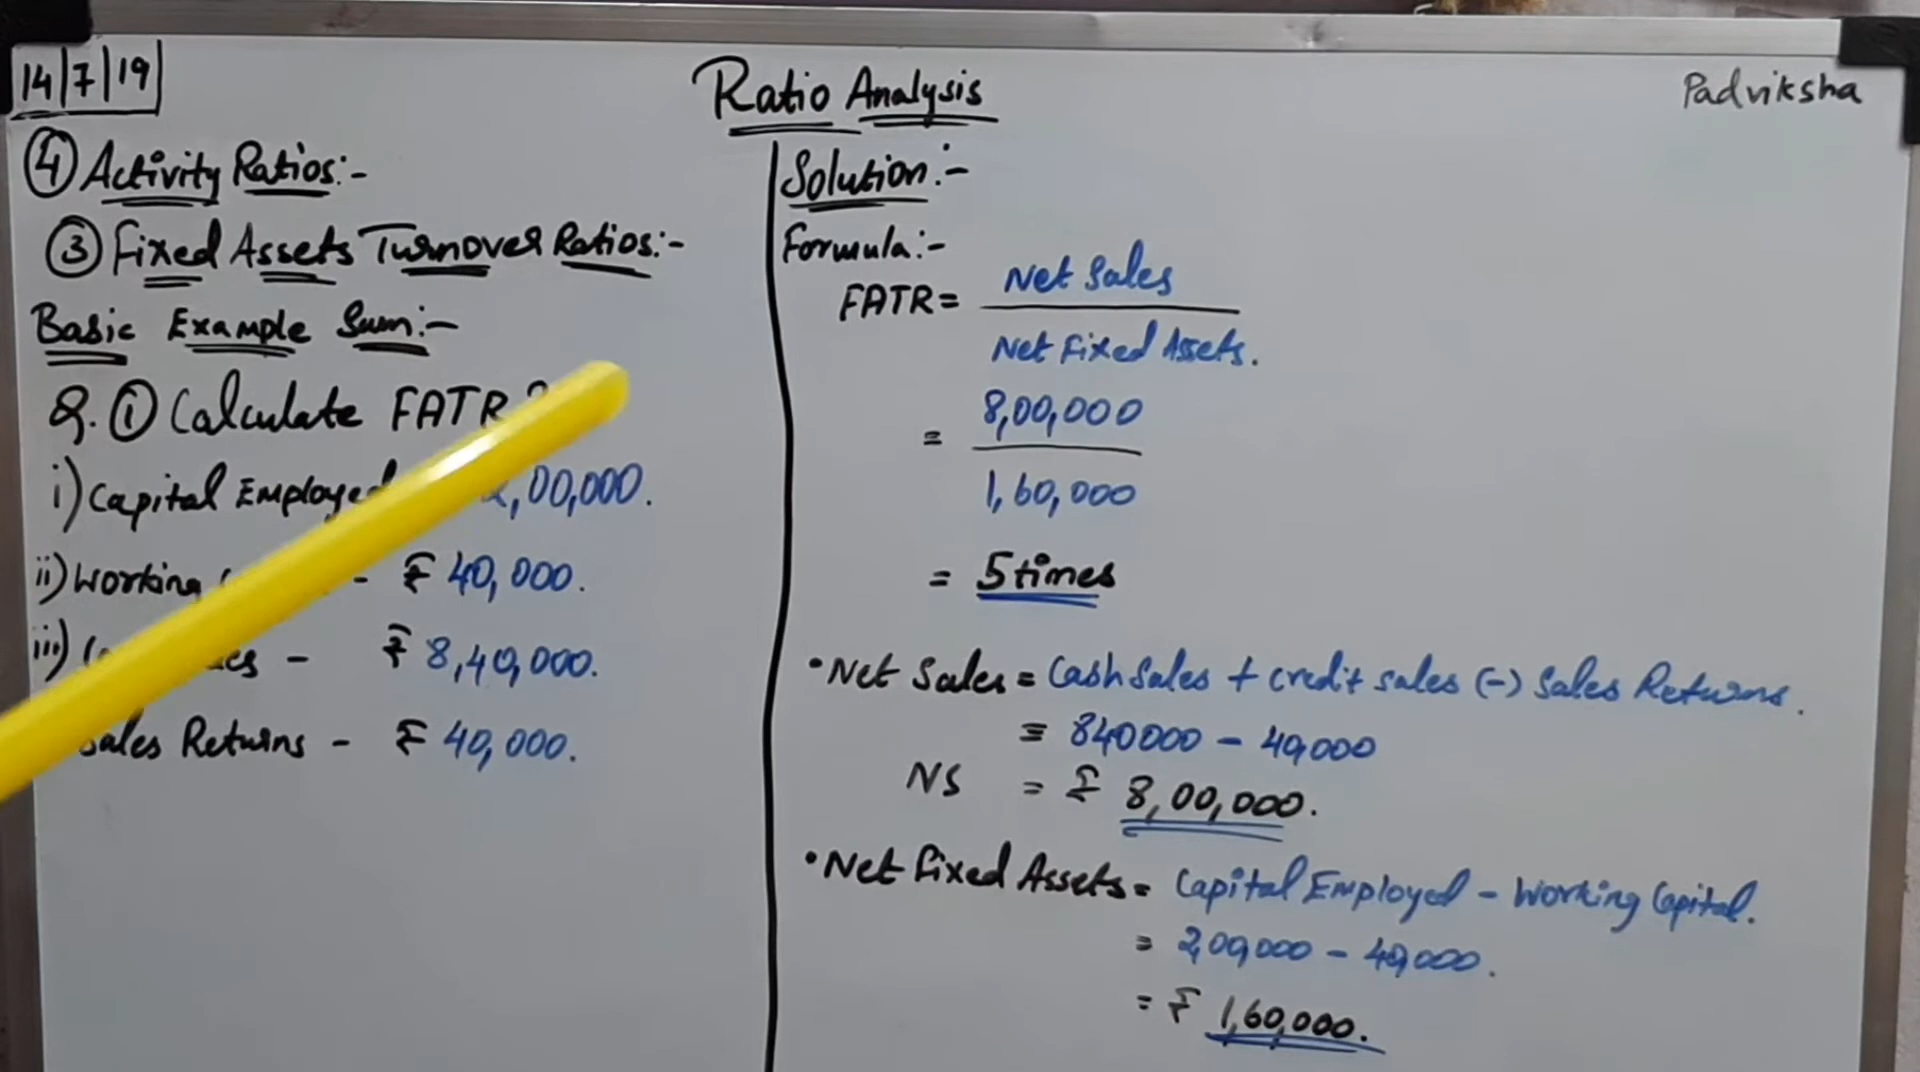 14/7/19
Ratio Analysis
Padviksha
④ Activity Ratios:-
③ Fixed Assets Turnover Ratios:-
Basic Example Sum:-
Q. ① Calculate FATR?
i) Capital Employed 2,00,000.
ii) Working - ₹ 40,000.
iii) - ₹ 8,40,000.
Sales Returns - ₹ 40,000.
Solution:-
Formula:-
FATR = Net Sales
Net Fixed Assets.
= 8,00,000
1,60,000
= 5 times
• Net Sales = Cash Sales + credit sales (-) Sales Returns.
= 840000 - 40,000
NS = ₹ 8,00,000.
• Net Fixed Assets = Capital Employed - Working Capital.
= 2,00,000 - 40,000.
= ₹ 1,60,000.